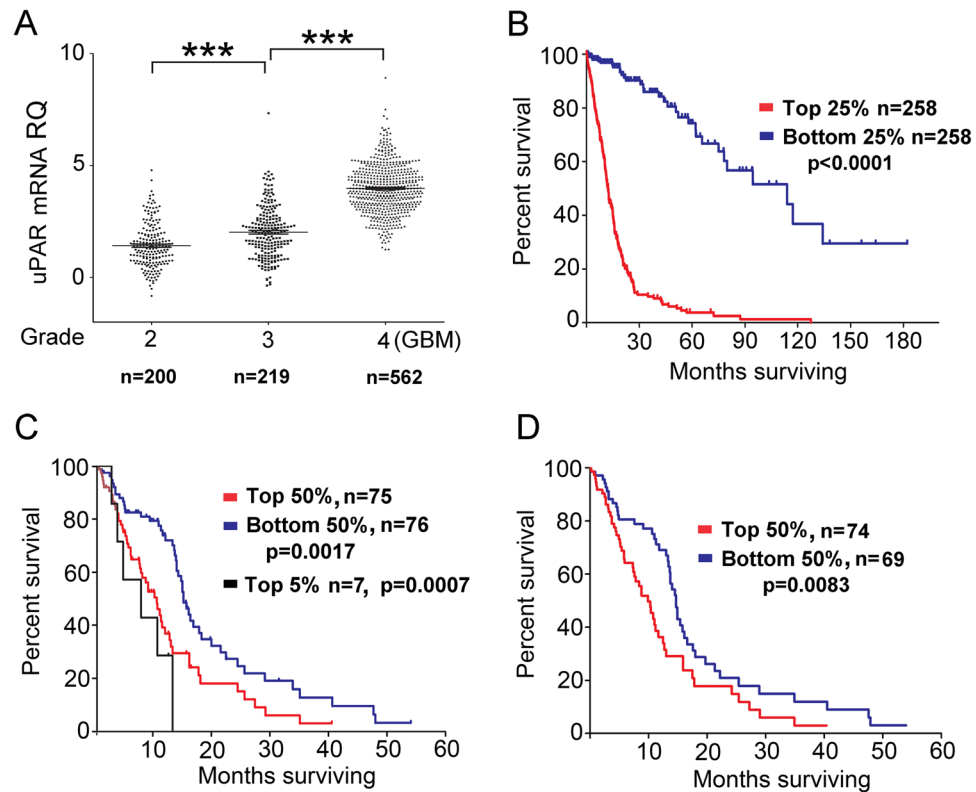 A
*** ***
uPAR mRNA RQ
10
5
0
Grade 2 3 4 (GBM)
n=200 n=219 n=562
B
Percent survival
100
80
60
40
20
0
Top 25% n=258
Bottom 25% n=258
p<0.0001
30 60 90 120 150 180
Months surviving
C
Percent survival
100
80
60
40
20
0
Top 50%, n=75
Bottom 50%, n=76
p=0.0017
Top 5% n=7, p=0.0007
10 20 30 40 50 60
Months surviving
D
Percent survival
100
80
60
40
20
0
Top 50%, n=74
Bottom 50%, n=69
p=0.0083
10 20 30 40 50 60
Months surviving